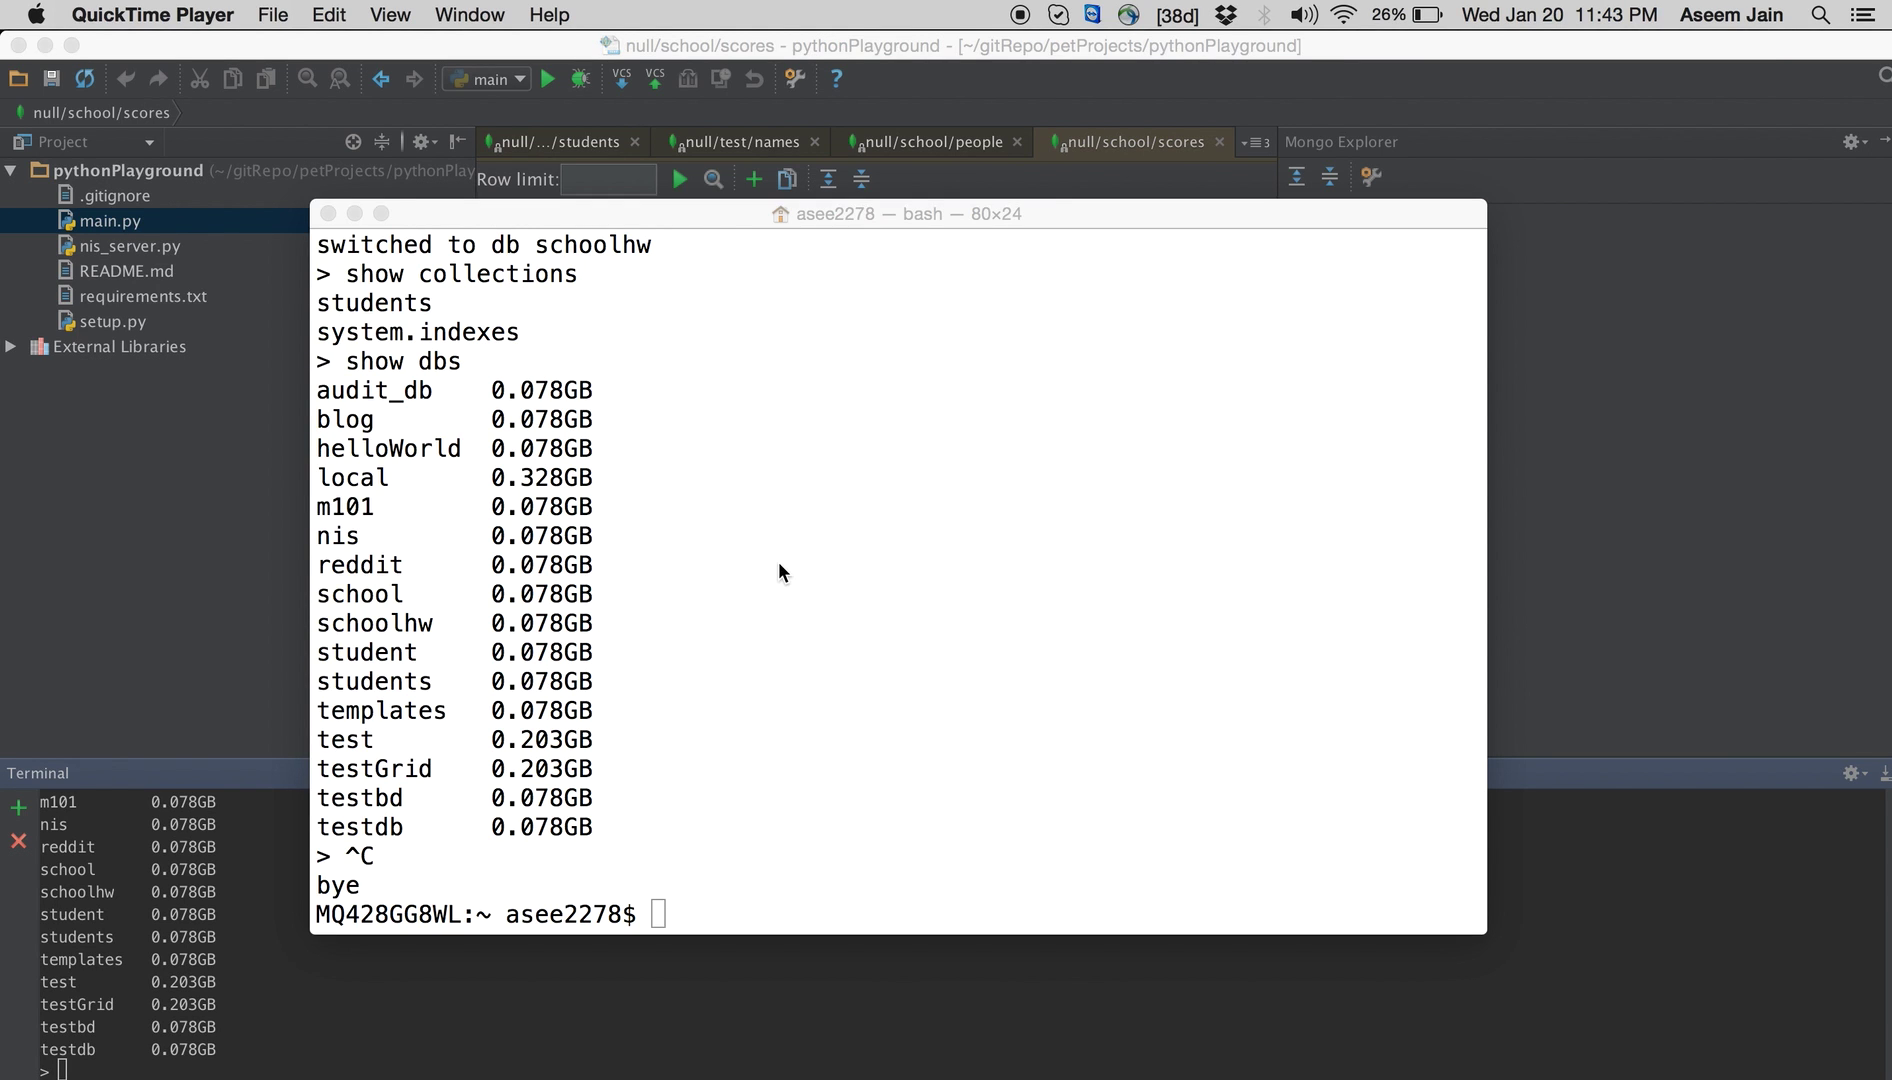 QuickTime Player File Edit View Window Help [38d] 26% Wed Jan 20 11:43 PM Aseem Jain
null/school/scores - pythonPlayground - [~/gitRepo/petProjects/pythonPlayground]
main VCS VCS ?
null/school/scores
Project null/.../students null/test/names null/school/people null/school/scores 3 Mongo Explorer
pythonPlayground (~/gitRepo/petProjects/pythonPlay
Row limit:
.gitignore
main.py
nis_server.py
README.md
requirements.txt
setup.py
External Libraries
asee2278 — bash — 80×24
switched to db schoolhw
> show collections
students
system.indexes
> show dbs
audit_db 0.078GB
blog 0.078GB
helloWorld 0.078GB
local 0.328GB
m101 0.078GB
nis 0.078GB
reddit 0.078GB
school 0.078GB
schoolhw 0.078GB
student 0.078GB
students 0.078GB
templates 0.078GB
test 0.203GB
testGrid 0.203GB
testbd 0.078GB
testdb 0.078GB
> ^C
bye
MQ428GG8WL:~ asee2278$
Terminal
m101 0.078GB
nis 0.078GB
reddit 0.078GB
school 0.078GB
schoolhw 0.078GB
student 0.078GB
students 0.078GB
templates 0.078GB
test 0.203GB
testGrid 0.203GB
testbd 0.078GB
testdb 0.078GB
>